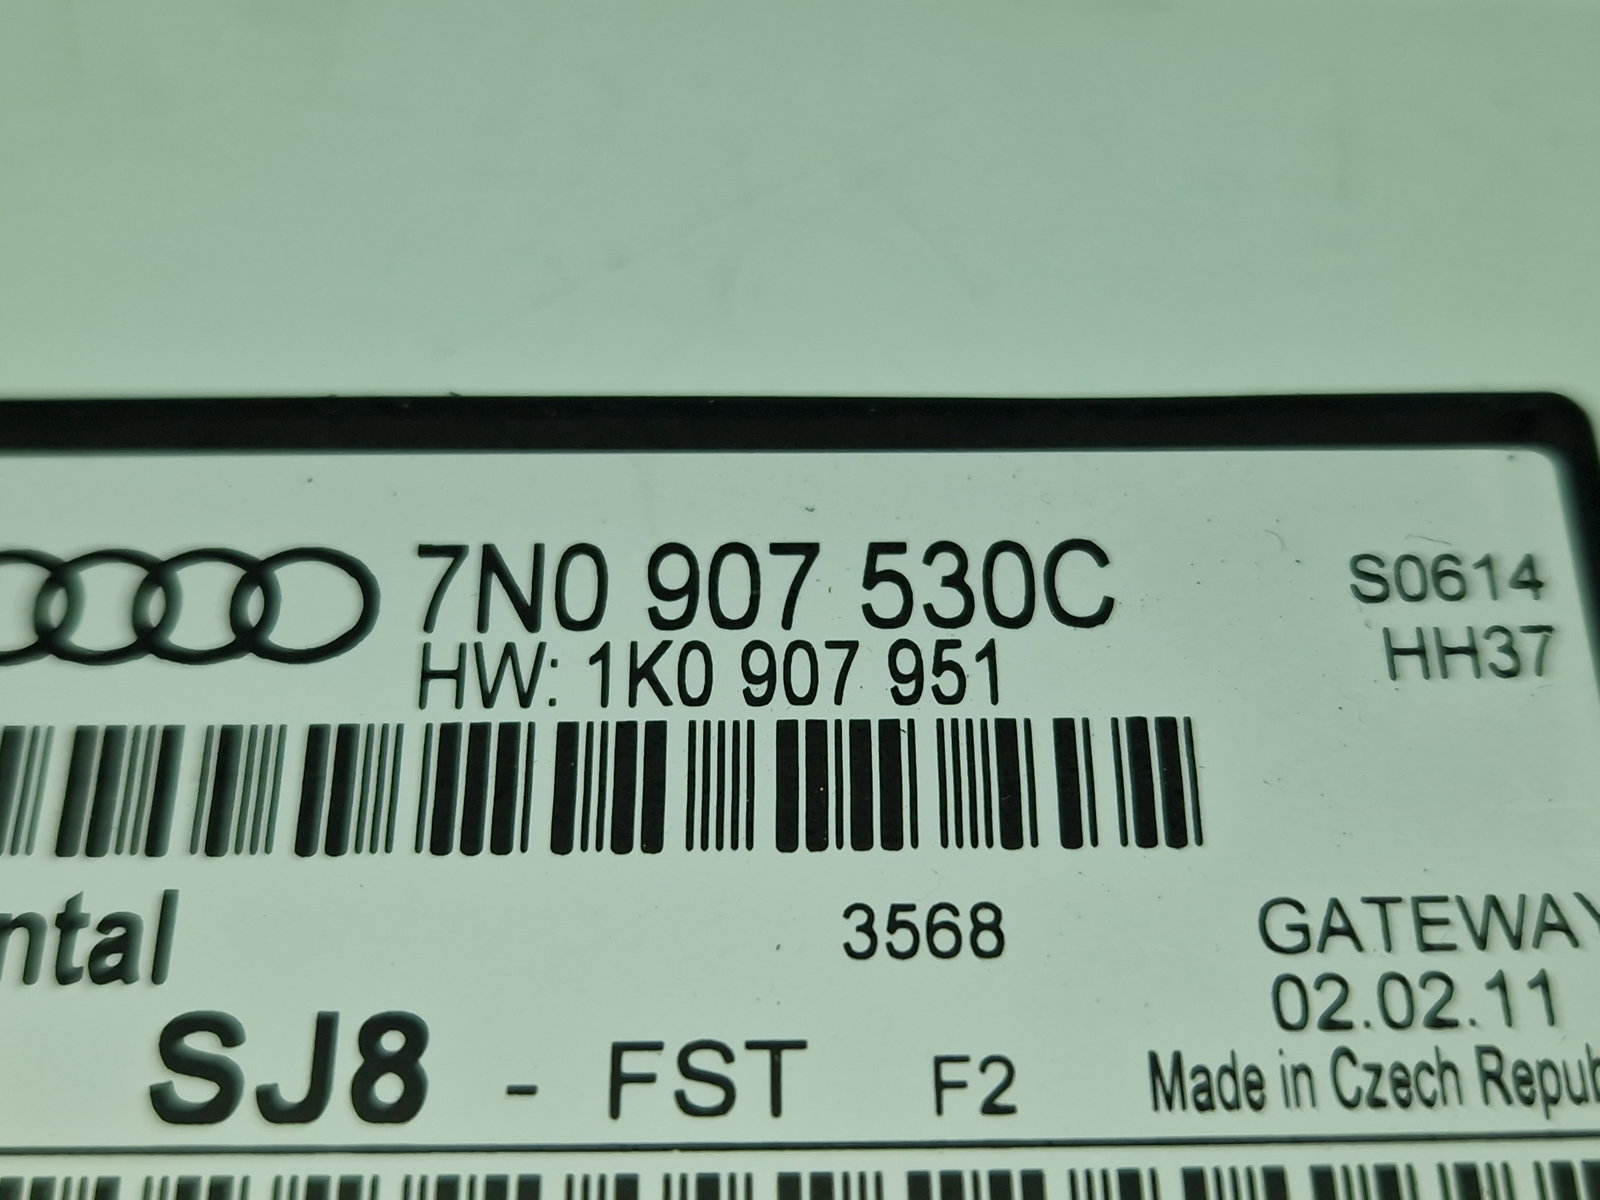 7N0 907 530C
S0614
HW: 1K0 907 951
HH37
ntal
3568
GATEWAY
02.02.11
SJ8 - FST F2
Made in Czech Repub